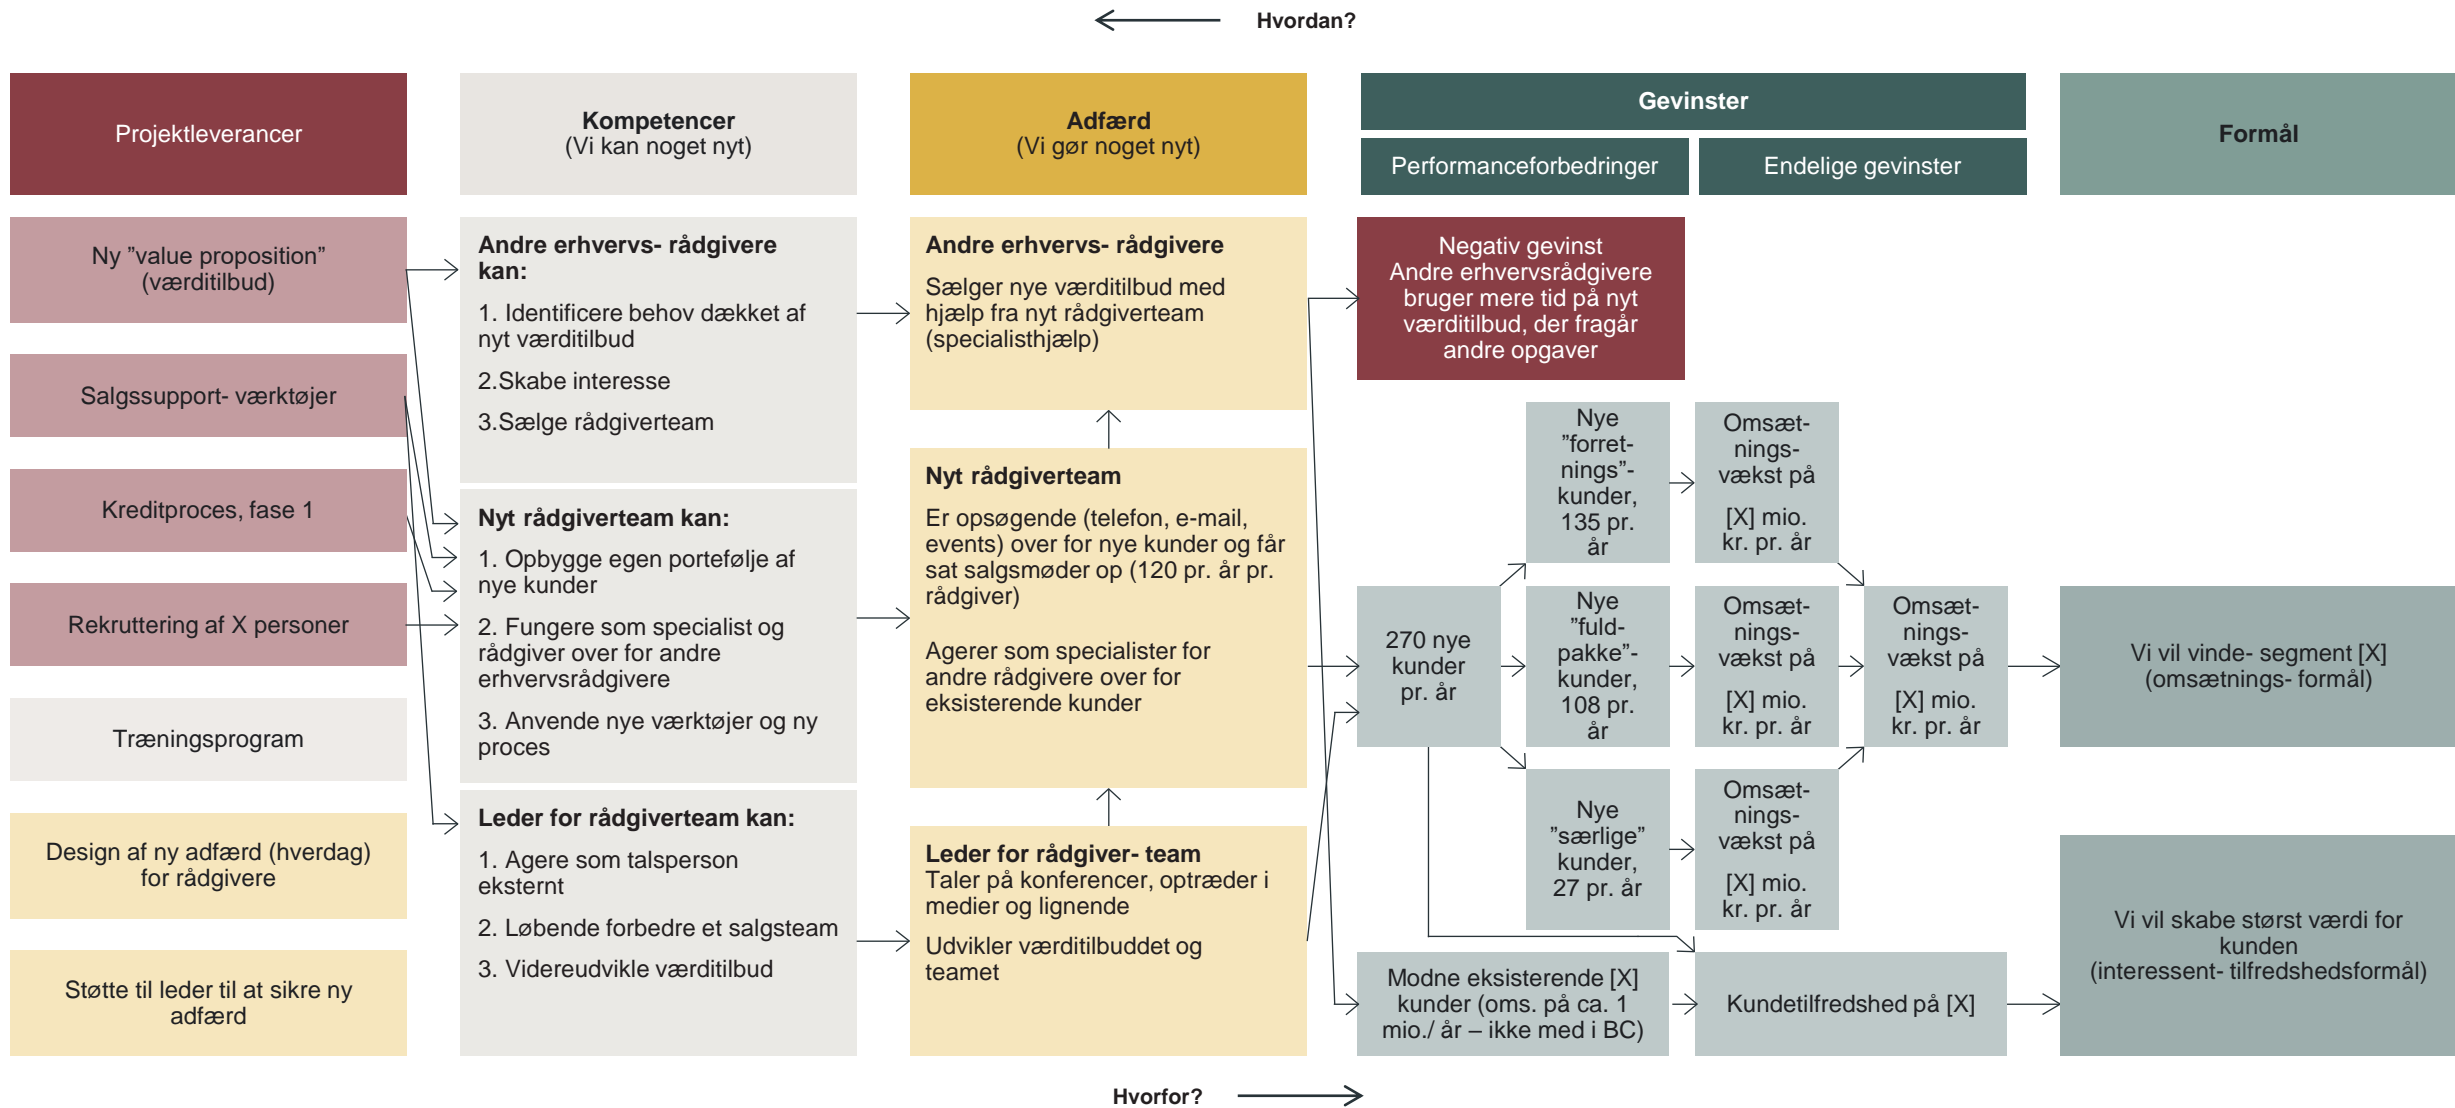 Hvordan?
Projektleverancer
Kompetencer
(Vi kan noget nyt)
Adfærd
(Vi gør noget nyt)
Gevinster
Performanceforbedringer
Endelige gevinster
Formål
Ny ”value proposition”
(værditilbud)
Salgssupport- værktøjer
Kreditproces, fase 1
Rekruttering af X personer
Træningsprogram
Design af ny adfærd (hverdag)
for rådgivere
Støtte til leder til at sikre ny
adfærd
Andre erhvervs- rådgivere
kan:
1. Identificere behov dækket af
nyt værditilbud
2.Skabe interesse
3.Sælge rådgiverteam
Nyt rådgiverteam kan:
1. Opbygge egen portefølje af
nye kunder
2. Fungere som specialist og
rådgiver over for andre
erhvervsrådgivere
3. Anvende nye værktøjer og ny
proces
Leder for rådgiverteam kan:
1. Agere som talsperson
eksternt
2. Løbende forbedre et salgsteam
3. Videreudvikle værditilbud
Andre erhvervs- rådgivere
Sælger nye værditilbud med
hjælp fra nyt rådgiverteam
(specialisthjælp)
Nyt rådgiverteam
Er opsøgende (telefon, e-mail,
events) over for nye kunder og får
sat salgsmøder op (120 pr. år pr.
rådgiver)
Agerer som specialister for
andre rådgivere over for
eksisterende kunder
Leder for rådgiver- team
Taler på konferencer, optræder i
medier og lignende
Udvikler værditilbuddet og
teamet
Negativ gevinst
Andre erhvervsrådgivere
bruger mere tid på nyt
værditilbud, der fragår
andre opgaver
270 nye
kunder
pr. år
Nye
”forret-
nings”-
kunder,
135 pr.
år
Nye
”fuld-
pakke”-
kunder,
108 pr.
år
Nye
”særlige”
kunder,
27 pr. år
Modne eksisterende [X]
kunder (oms. på ca. 1
mio./ år – ikke med i BC)
Omsæt-
nings-
vækst på
[X] mio.
kr. pr. år
Omsæt-
nings-
vækst på
[X] mio.
kr. pr. år
Omsæt-
nings-
vækst på
[X] mio.
kr. pr. år
Omsæt-
nings-
vækst på
[X] mio.
kr. pr. år
Kundetilfredshed på [X]
Vi vil vinde- segment [X]
(omsætnings- formål)
Vi vil skabe størst værdi for
kunden
(interessent- tilfredshedsformål)
Hvorfor?